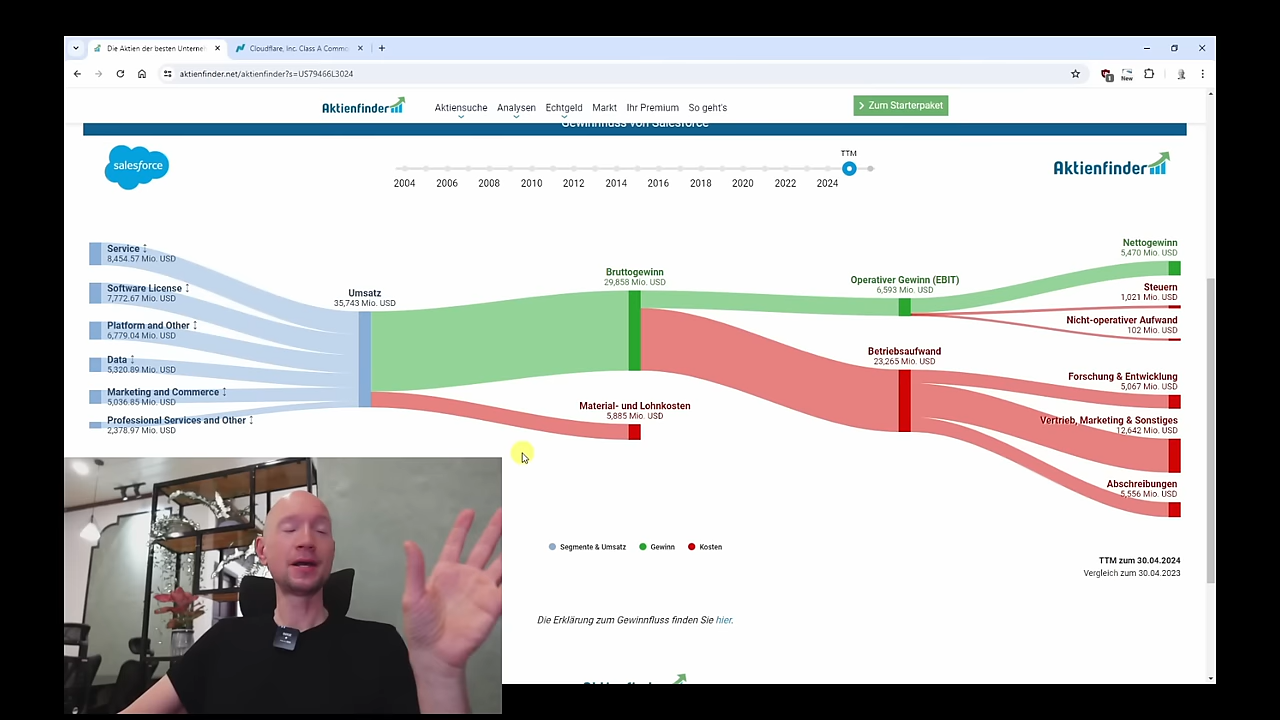 Die Aktien der besten Unterne
Cloudflare, Inc. Class A Commo
aktienfinder.net/aktienfinder?s=US79466L3024
New
Aktienfinder
Aktiensuche Analysen Echtgeld Markt Ihr Premium So geht's
Zum Starterpaket
Gewinnfluss von Salesforce
salesforce
TTM
2004 2006 2008 2010 2012 2014 2016 2018 2020 2022 2024
Aktienfinder
Service
8,454.57 Mio. USD
Software License
7,772.67 Mio. USD
Platform and Other
6,779.04 Mio. USD
Data
5,320.89 Mio. USD
Marketing and Commerce
5,036.85 Mio. USD
Professional Services and Other
2,378.97 Mio. USD
Umsatz
35,743 Mio. USD
Bruttogewinn
29,858 Mio. USD
Material- und Lohnkosten
5,885 Mio. USD
Operativer Gewinn (EBIT)
6,593 Mio. USD
Betriebsaufwand
23,265 Mio. USD
Nettogewinn
5,470 Mio. USD
Steuern
1,021 Mio. USD
Nicht-operativer Aufwand
102 Mio. USD
Forschung & Entwicklung
5,067 Mio. USD
Vertrieb, Marketing & Sonstiges
12,642 Mio. USD
Abschreibungen
5,556 Mio. USD
Segmente & Umsatz Gewinn Kosten
TTM zum 30.04.2024
Vergleich zum 30.04.2023
Die Erklärung zum Gewinnfluss finden Sie hier.